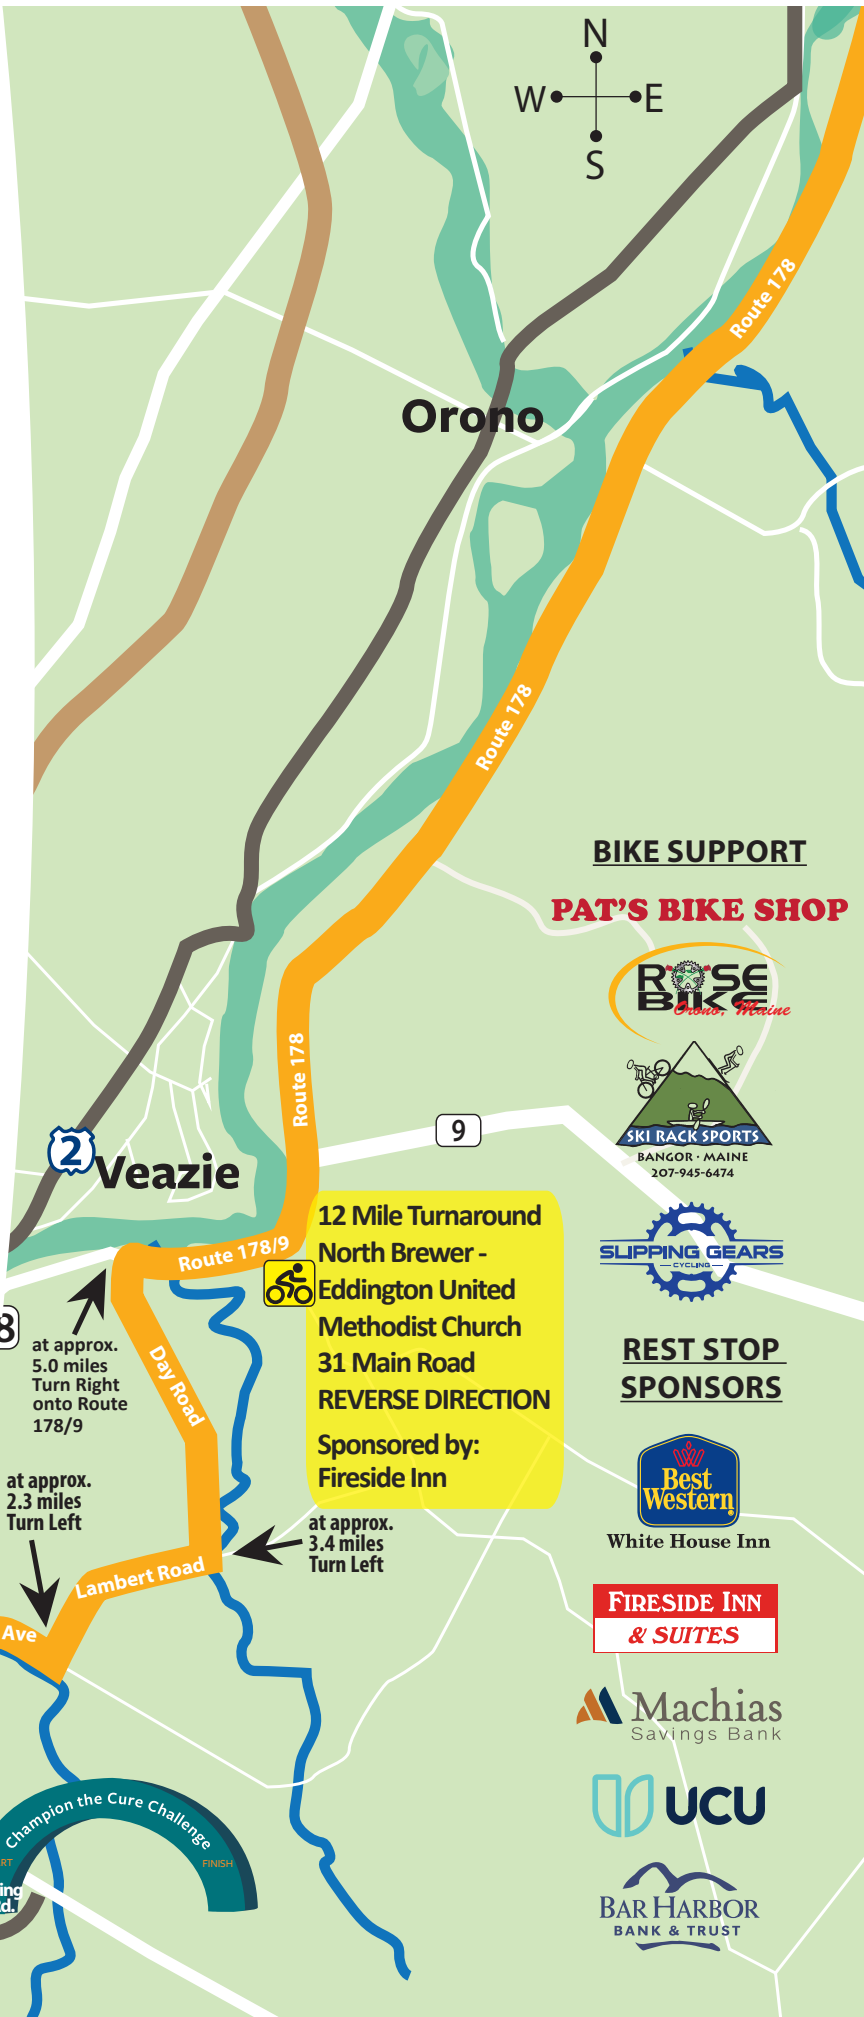 N
W E
S
Route 178
Orono
Route 178
BIKE SUPPORT
PAT'S BIKE SHOP
ROSE
BIKE
Orono, Maine
SKI RACK SPORTS
BANGOR · MAINE
207-945-6474
Route 178
9
2
Veazie
SLIPPING GEARS
CYCLING
Route 178/9
12 Mile Turnaround
North Brewer -
Eddington United
Methodist Church
31 Main Road
REVERSE DIRECTION
Sponsored by:
Fireside Inn
8
at approx.
5.0 miles
Turn Right
onto Route
178/9
Day Road
REST STOP
SPONSORS
Best
Western
White House Inn
at approx.
2.3 miles
Turn Left
at approx.
3.4 miles
Turn Left
Lambert Road
Ave
FIRESIDE INN
& SUITES
Machias
Savings Bank
UCU
BAR HARBOR
BANK & TRUST
Champion the Cure Challenge
RT
FINISH
ing
d.